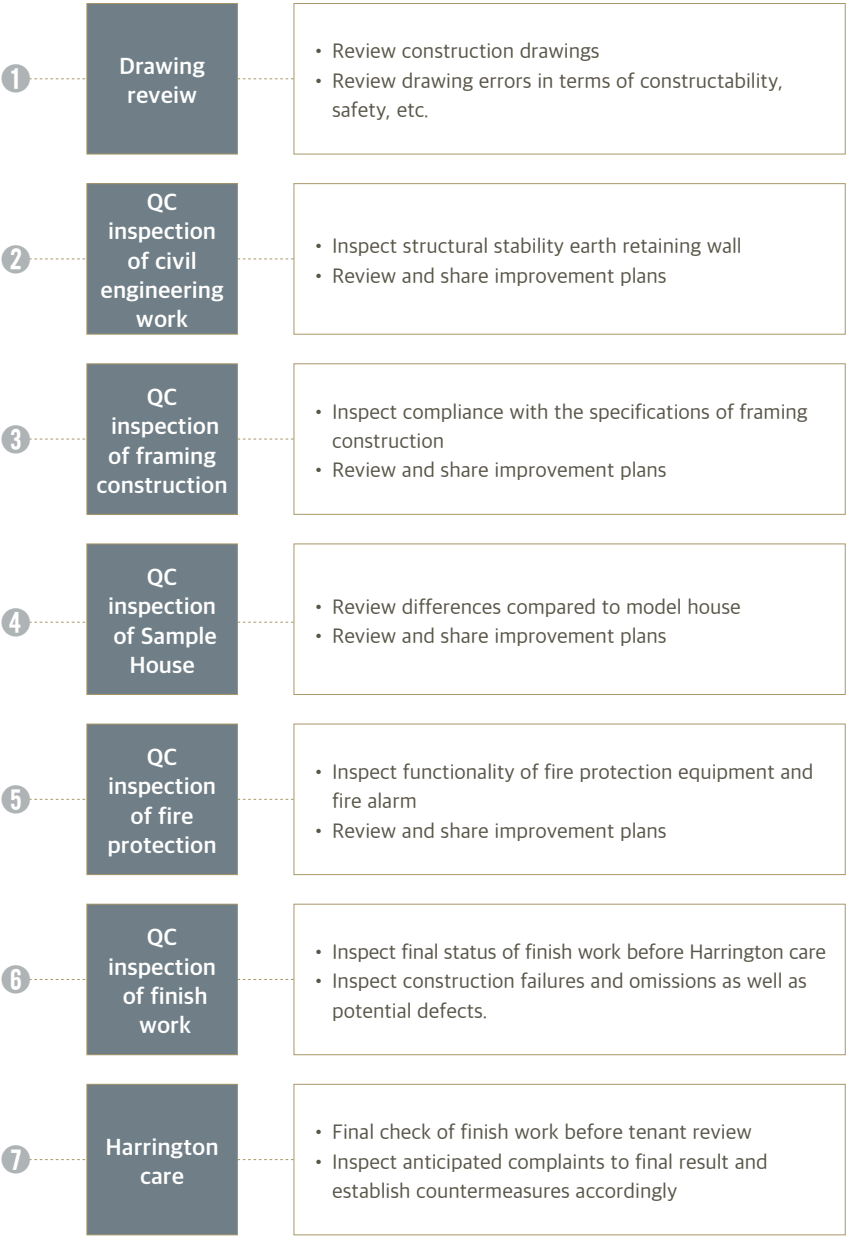 1
Drawing
reveiw
• Review construction drawings
• Review drawing errors in terms of constructability,
safety, etc.
2
QC
inspection
of civil
engineering
work
• Inspect structural stability earth retaining wall
• Review and share improvement plans
3
QC
inspection
of framing
construction
• Inspect compliance with the specifications of framing
construction
• Review and share improvement plans
4
QC
inspection
of Sample
House
• Review differences compared to model house
• Review and share improvement plans
5
QC
inspection
of fire
protection
• Inspect functionality of fire protection equipment and
fire alarm
• Review and share improvement plans
6
QC
inspection
of finish
work
• Inspect final status of finish work before Harrington care
• Inspect construction failures and omissions as well as
potential defects.
7
Harrington
care
• Final check of finish work before tenant review
• Inspect anticipated complaints to final result and
establish countermeasures accordingly